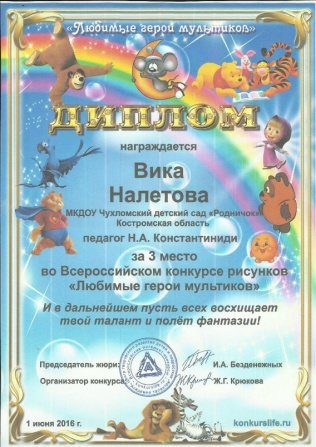 «Любимые герои мультиков»
ДИПЛОМ
награждается
Вика
Налетова
МКДОУ Чухломский детский сад «Родничок»
Костромская область
педагог Н.А. Константиниди
за 3 место
во Всероссийском конкурсе рисунков
«Любимые герои мультиков»
И в дальнейшем пусть всех восхищает
твой талант и полёт фантазии!
Председатель жюри: И.А. Безденежных
Организатор конкурса: Ж.Г. Крюкова
1 июня 2016 г. konkurslife.ru